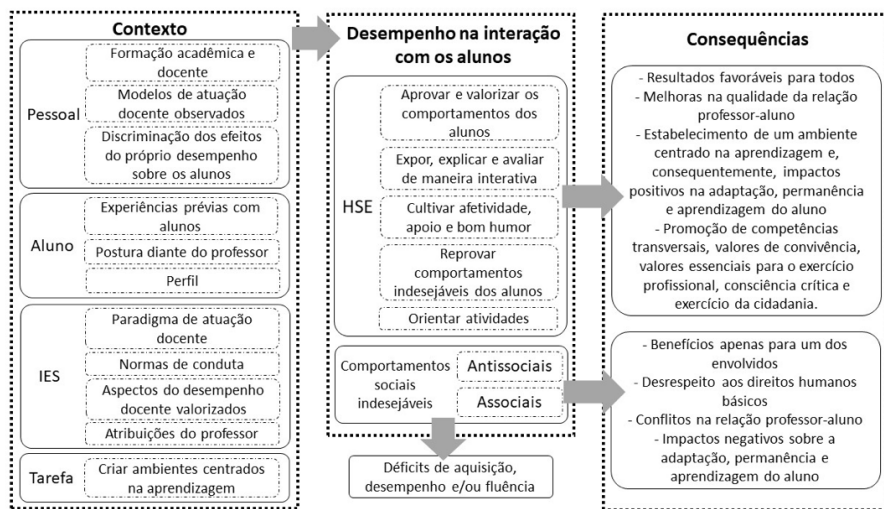 Contexto
Pessoal
Formação acadêmica e
docente
Modelos de atuação
docente observados
Discriminação dos efeitos
do próprio desempenho
sobre os alunos
Aluno
Experiências prévias com
alunos
Postura diante do professor
Perfil
IES
Paradigma de atuação
docente
Normas de conduta
Aspectos do desempenho
docente valorizados
Atribuições do professor
Tarefa
Criar ambientes centrados
na aprendizagem
Desempenho na interação
com os alunos
HSE
Aprovar e valorizar os
comportamentos dos
alunos
Expor, explicar e avaliar
de maneira interativa
Cultivar afetividade,
apoio e bom humor
Reprovar
comportamentos
indesejáveis dos alunos
Orientar atividades
Comportamentos
sociais
indesejáveis
Antissociais
Associais
Déficits de aquisição,
desempenho e/ou fluência
Consequências
- Resultados favoráveis para todos
- Melhoras na qualidade da relação
professor-aluno
- Estabelecimento de um ambiente
centrado na aprendizagem e,
consequentemente, impactos
positivos na adaptação, permanência
e aprendizagem do aluno
- Promoção de competências
transversais, valores de convivência,
valores essenciais para o exercício
profissional, consciência crítica e
exercício da cidadania.
- Benefícios apenas para um dos
envolvidos
- Desrespeito aos direitos humanos
básicos
- Conflitos na relação professor-aluno
- Impactos negativos sobre a
adaptação, permanência e
aprendizagem do aluno